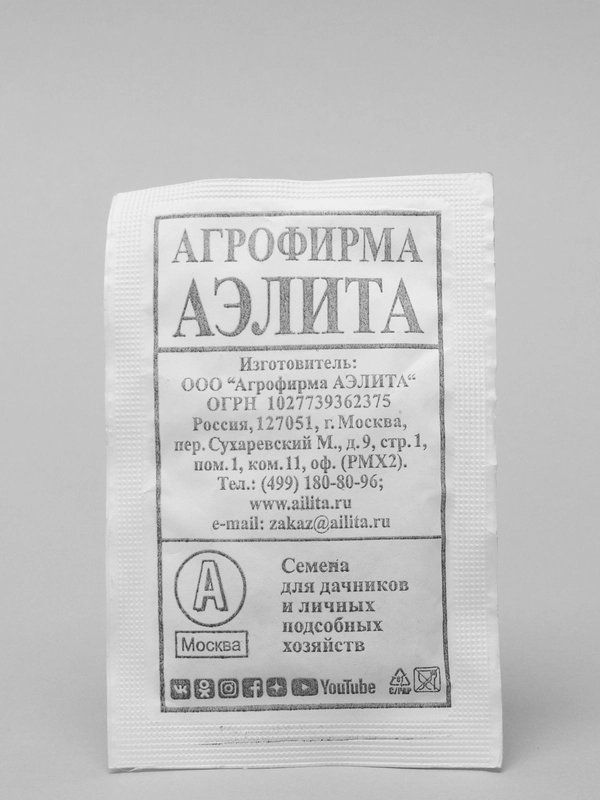 АГРОФИРМА
АЭЛИТА
Изготовитель:
ООО “Агрофирма АЭЛИТА“
ОГРН 1027739362375
Россия, 127051, г. Москва,
пер. Сухаревский М., д. 9, стр. 1,
пом. 1, ком. 11, оф. (РМХ2).
Тел.: (499) 180-80-96;
www.ailita.ru
e-mail: zakaz@ailita.ru
А
Москва
Семена
для дачников
и личных
подсобных
хозяйств
YouTube
81
C/PAP